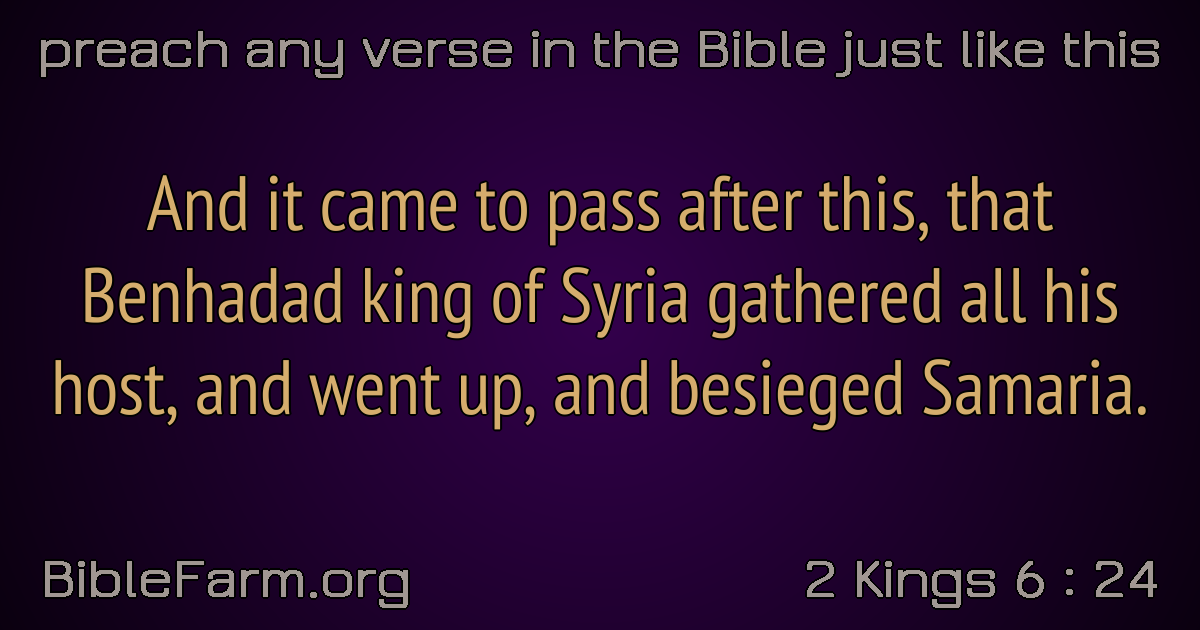 preach any verse in the Bible just like this
And it came to pass after this, that
Benhadad king of Syria gathered all his
host, and went up, and besieged Samaria.
BibleFarm.org
2 Kings 6 : 24